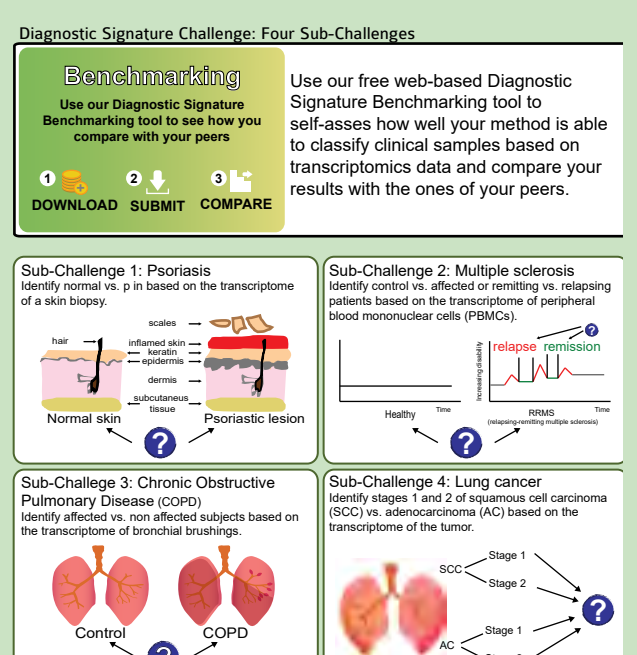 Diagnostic Signature Challenge: Four Sub-Challenges
Benchmarking
Use our Diagnostic Signature
Benchmarking tool to see how you
compare with your peers
1 DOWNLOAD
2 SUBMIT
3 COMPARE
Use our free web-based Diagnostic
Signature Benchmarking tool to
self-asses how well your method is able
to classify clinical samples based on
transcriptomics data and compare your
results with the ones of your peers.
Sub-Challenge 1: Psoriasis
Identify normal vs. p in based on the transcriptome
of a skin biopsy.
scales
hair
inflamed skin
keratin
epidermis
dermis
subcutaneus
tissue
Normal skin
Psoriastic lesion
?
Sub-Challenge 2: Multiple sclerosis
Identify control vs. affected or remitting vs. relapsing
patients based on the transcriptome of peripheral
blood mononuclear cells (PBMCs).
?
relapse remission
Increasing disability
Healthy
Time
RRMS
Time
(relapsing-remitting multiple sclerosis)
?
Sub-Challege 3: Chronic Obstructive
Pulmonary Disease (COPD)
Identify affected vs. non affected subjects based on
the transcriptome of bronchial brushings.
Control
COPD
?
Sub-Challenge 4: Lung cancer
Identify stages 1 and 2 of squamous cell carcinoma
(SCC) vs. adenocarcinoma (AC) based on the
transcriptome of the tumor.
Stage 1
SCC
Stage 2
?
Stage 1
AC